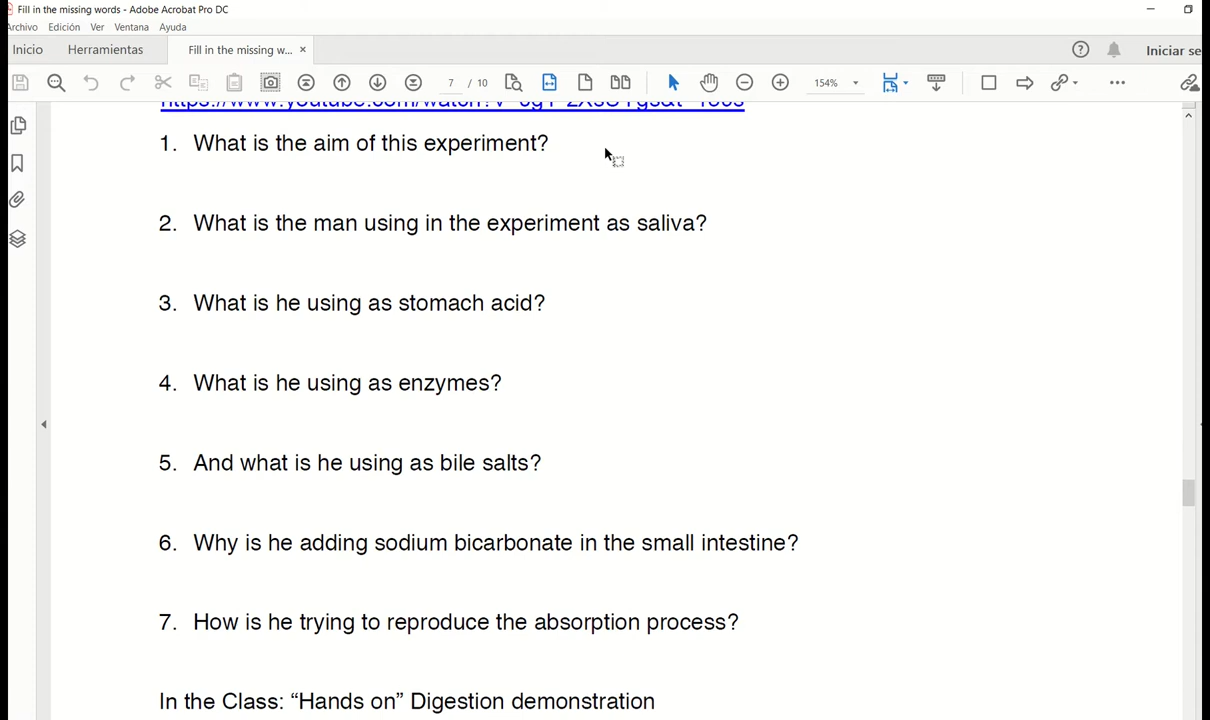 Fill in the missing words - Adobe Acrobat Pro DC
Archivo Edición Ver Ventana Ayuda
Inicio Herramientas Fill in the missing w... × Iniciar se
7 / 10 154%
1. What is the aim of this experiment?
2. What is the man using in the experiment as saliva?
3. What is he using as stomach acid?
4. What is he using as enzymes?
5. And what is he using as bile salts?
6. Why is he adding sodium bicarbonate in the small intestine?
7. How is he trying to reproduce the absorption process?
In the Class: “Hands on” Digestion demonstration